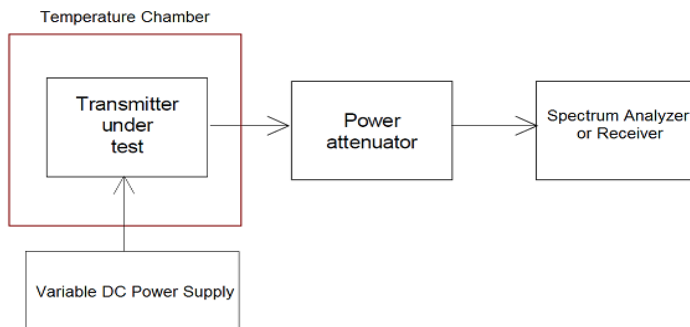 Temperature Chamber
Transmitter
under
test
Power
attenuator
Spectrum Analyzer
or Receiver
Variable DC Power Supply